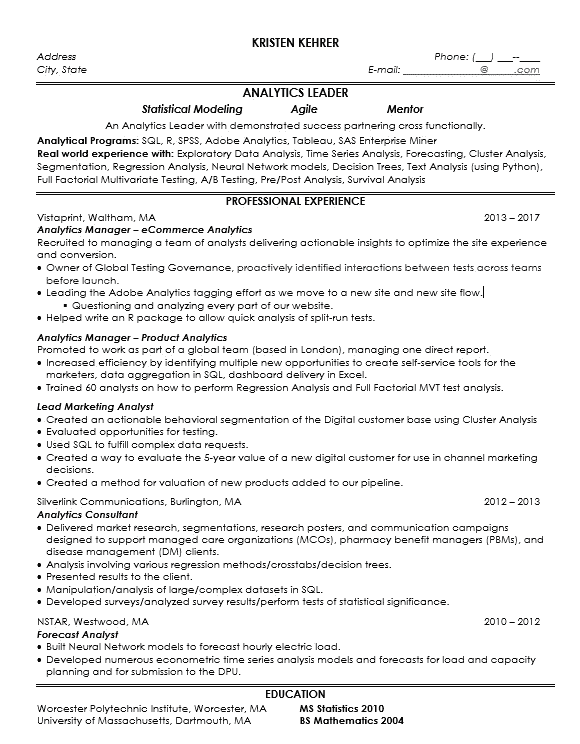 KRISTEN KEHRER
Address Phone: (___) ___--____
City, State E-mail: ______________@_____.com
ANALYTICS LEADER
Statistical Modeling Agile Mentor
An Analytics Leader with demonstrated success partnering cross functionally.
Analytical Programs: SQL, R, SPSS, Adobe Analytics, Tableau, SAS Enterprise Miner
Real world experience with: Exploratory Data Analysis, Time Series Analysis, Forecasting, Cluster Analysis,
Segmentation, Regression Analysis, Neural Network models, Decision Trees, Text Analysis (using Python),
Full Factorial Multivariate Testing, A/B Testing, Pre/Post Analysis, Survival Analysis
PROFESSIONAL EXPERIENCE
Vistaprint, Waltham, MA 2013 – 2017
Analytics Manager – eCommerce Analytics
Recruited to managing a team of analysts delivering actionable insights to optimize the site experience
and conversion.
• Owner of Global Testing Governance, proactively identified interactions between tests across teams
before launch.
• Leading the Adobe Analytics tagging effort as we move to a new site and new site flow.
▪ Questioning and analyzing every part of our website.
• Helped write an R package to allow quick analysis of split-run tests.
Analytics Manager – Product Analytics
Promoted to work as part of a global team (based in London), managing one direct report.
• Increased efficiency by identifying multiple new opportunities to create self-service tools for the
marketers, data aggregation in SQL, dashboard delivery in Excel.
• Trained 60 analysts on how to perform Regression Analysis and Full Factorial MVT test analysis.
Lead Marketing Analyst
• Created an actionable behavioral segmentation of the Digital customer base using Cluster Analysis
• Evaluated opportunities for testing.
• Used SQL to fulfill complex data requests.
• Created a way to evaluate the 5-year value of a new digital customer for use in channel marketing
decisions.
• Created a method for valuation of new products added to our pipeline.
Silverlink Communications, Burlington, MA 2012 – 2013
Analytics Consultant
• Delivered market research, segmentations, research posters, and communication campaigns
designed to support managed care organizations (MCOs), pharmacy benefit managers (PBMs), and
disease management (DM) clients.
• Analysis involving various regression methods/crosstabs/decision trees.
• Presented results to the client.
• Manipulation/analysis of large/complex datasets in SQL.
• Developed surveys/analyzed survey results/perform tests of statistical significance.
NSTAR, Westwood, MA 2010 – 2012
Forecast Analyst
• Built Neural Network models to forecast hourly electric load.
• Developed numerous econometric time series analysis models and forecasts for load and capacity
planning and for submission to the DPU.
EDUCATION
Worcester Polytechnic Institute, Worcester, MA MS Statistics 2010
University of Massachusetts, Dartmouth, MA BS Mathematics 2004